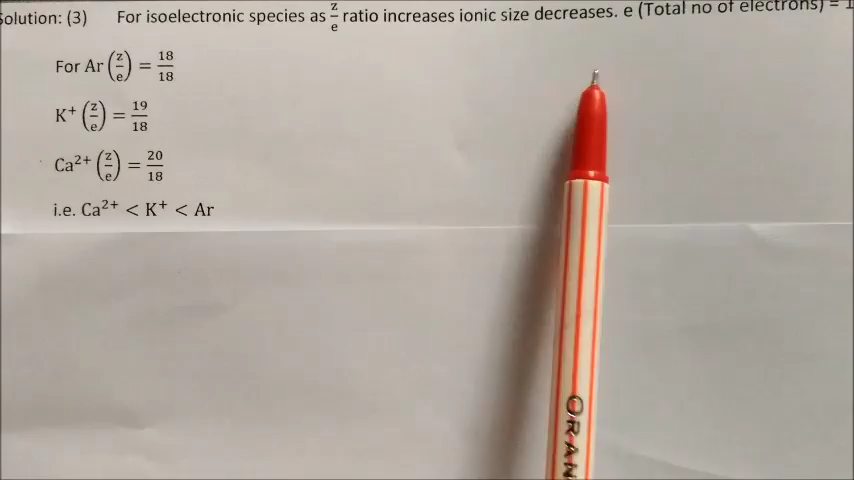 Solution: (3) For isoelectronic species as z/e ratio increases ionic size decreases. e (Total no of electrons) =
For Ar (z/e) = 18/18
K⁺ (z/e) = 19/18
Ca²⁺ (z/e) = 20/18
i.e. Ca²⁺ < K⁺ < Ar